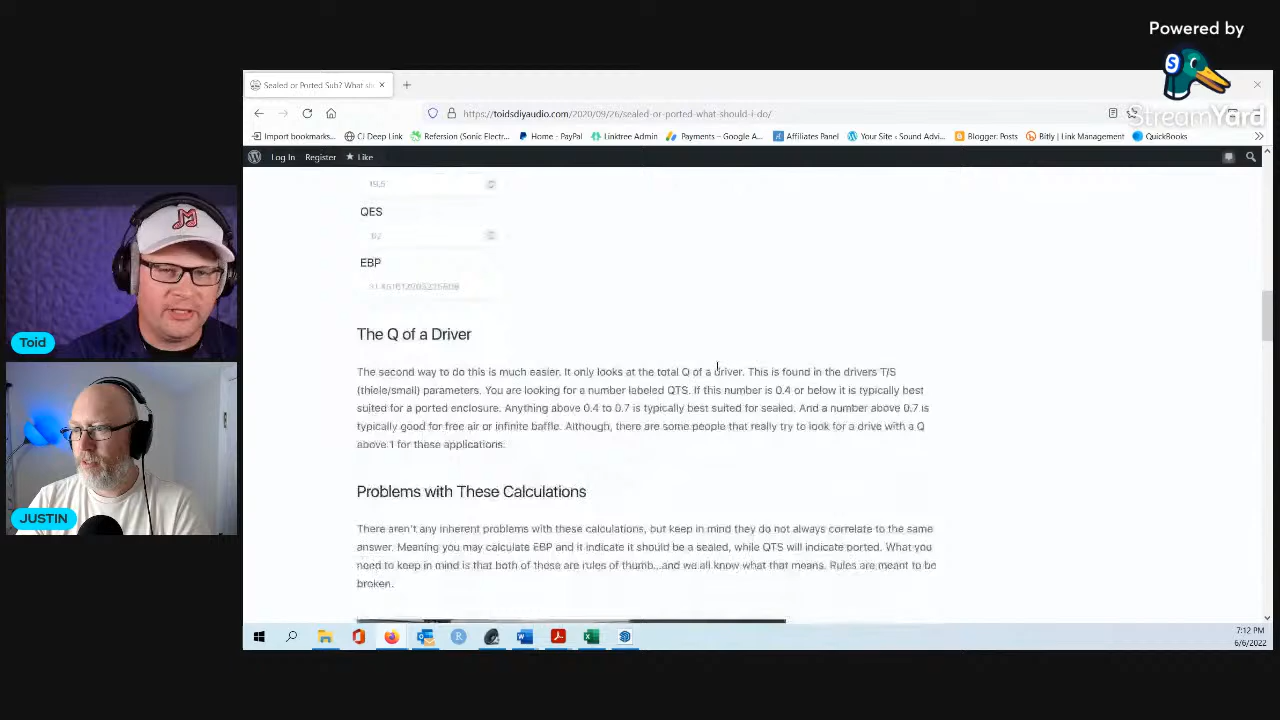 Powered by
StreamYard
Sealed or Ported Sub? What sh
https://toidsdiyaudio.com/2020/09/26/sealed-or-ported-what-should-i-do/
Import bookmarks... CJ Deep Link Refersion (Sonic Electr... Home - PayPal Linktree Admin Payments – Google A... Affiliates Panel Your Site ‹ Sound Advi... Blogger: Posts Bitly | Link Management QuickBooks
Log In Register Like
19.5
QES
EBP
The Q of a Driver
The second way to do this is much easier. It only looks at the total Q of a driver. This is found in the drivers T/S
(thiele/small) parameters. You are looking for a number labeled QTS. If this number is 0.4 or below it is typically best
suited for a ported enclosure. Anything above 0.4 to 0.7 is typically best suited for sealed. And a number above 0.7 is
typically good for free air or infinite baffle. Although, there are some people that really try to look for a drive with a Q
above 1 for these applications.
Problems with These Calculations
There aren't any inherent problems with these calculations, but keep in mind they do not always correlate to the same
answer. Meaning you may calculate EBP and it indicate it should be a sealed, while QTS will indicate ported. What you
need to keep in mind is that both of these are rules of thumb...and we all know what that means. Rules are meant to be
broken.
Toid
JUSTIN
7:12 PM
6/6/2022